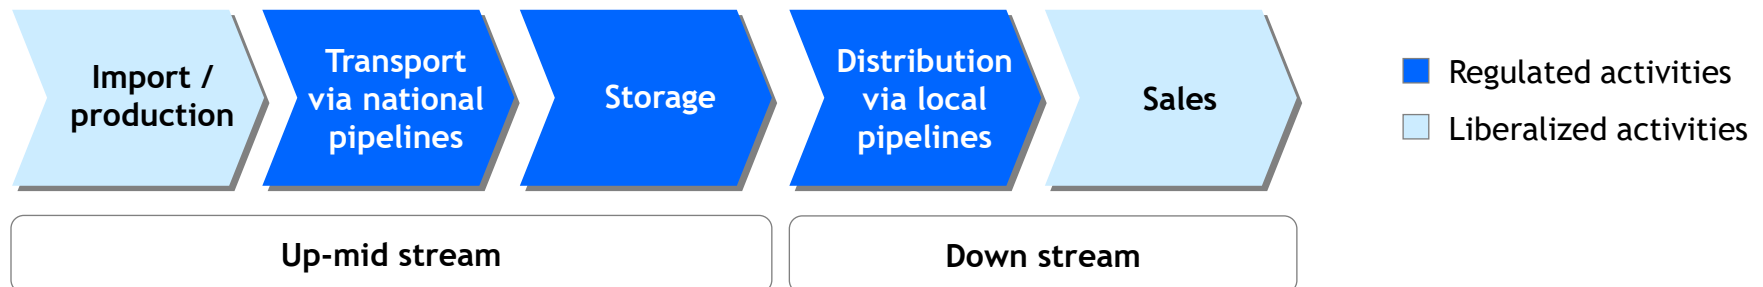 Import /
production
Transport
via national
pipelines
Storage
Distribution
via local
pipelines
Sales
Regulated activities
Liberalized activities
Up-mid stream
Down stream